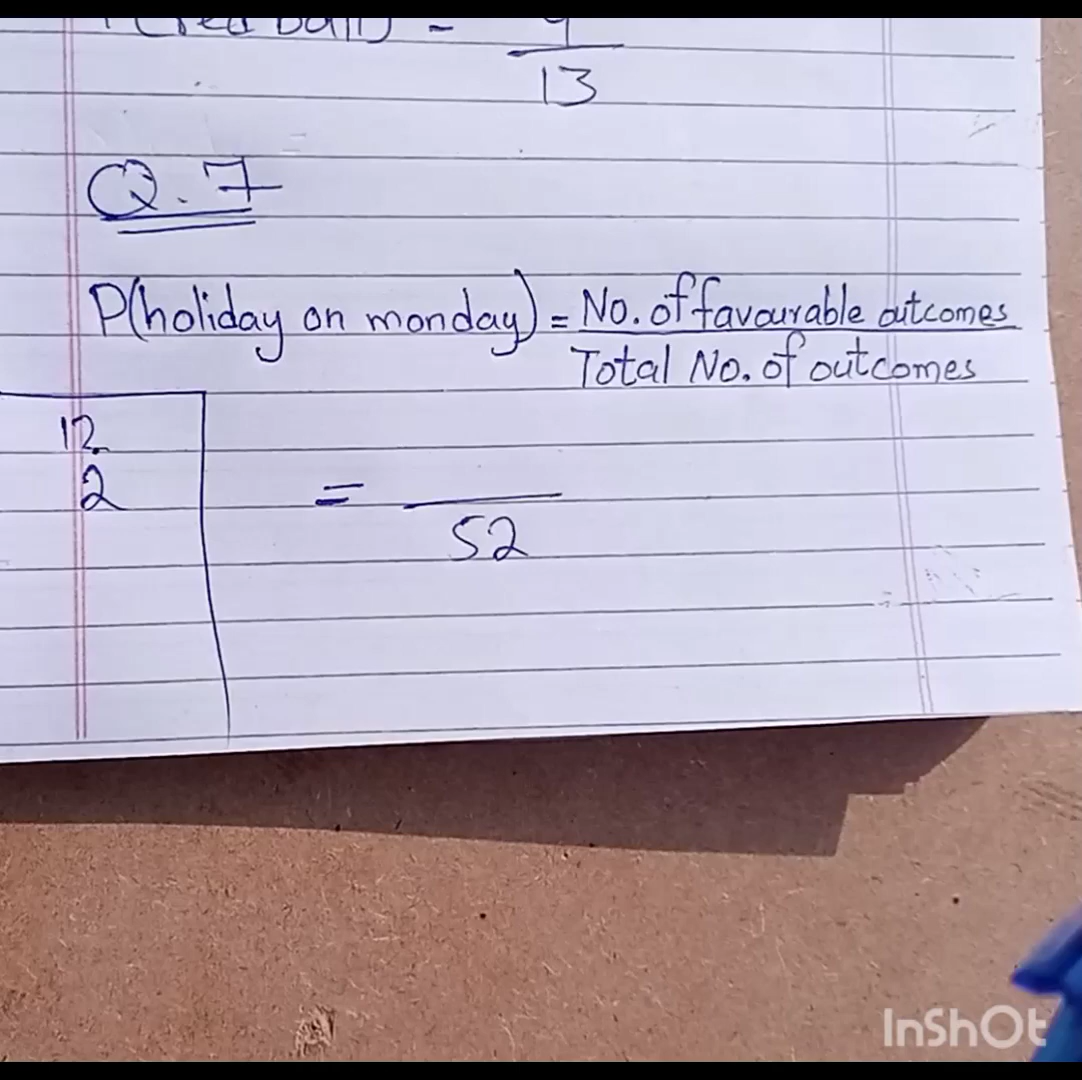 13
Q.7
P(holiday on monday) = No. of favourable outcomes
Total No. of outcomes
12
2
=
52
InShOt